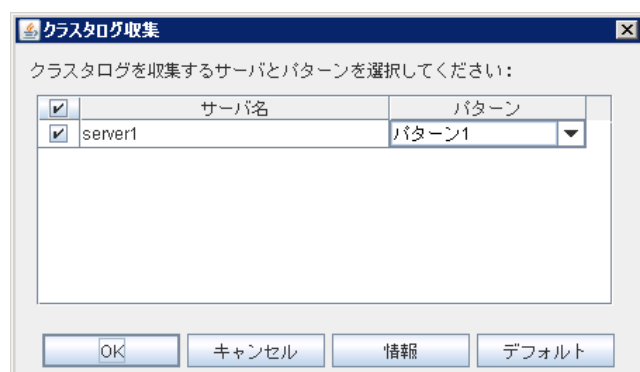 クラスタログ収集
クラスタログを収集するサーバとパターンを選択してください:
サーバ名 パターン
server1 パターン1
OK キャンセル 情報 デフォルト